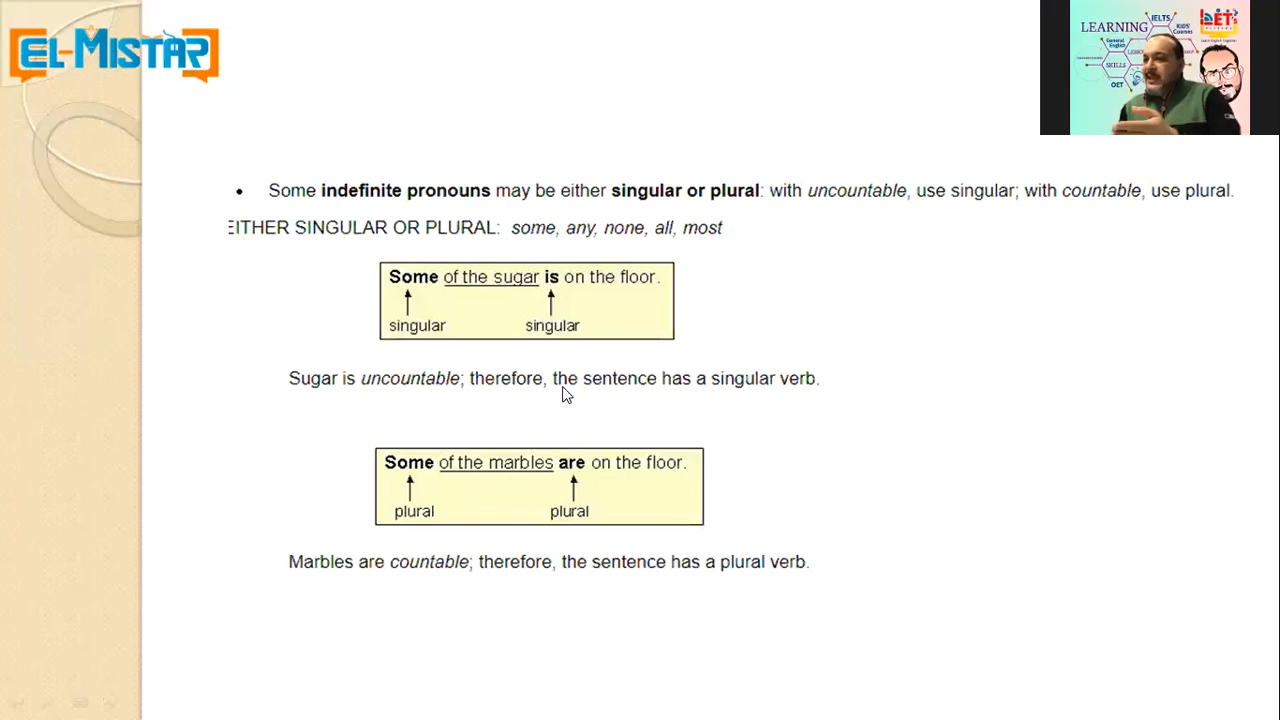 EL-MISTAR
LEARNING
IELTS
KIDS'
Courses
General
English
SKILLS
OET
LET'S
• Some indefinite pronouns may be either singular or plural: with uncountable, use singular; with countable, use plural.
EITHER SINGULAR OR PLURAL: some, any, none, all, most
Some of the sugar is on the floor.
singular singular
Sugar is uncountable; therefore, the sentence has a singular verb.
Some of the marbles are on the floor.
plural plural
Marbles are countable; therefore, the sentence has a plural verb.